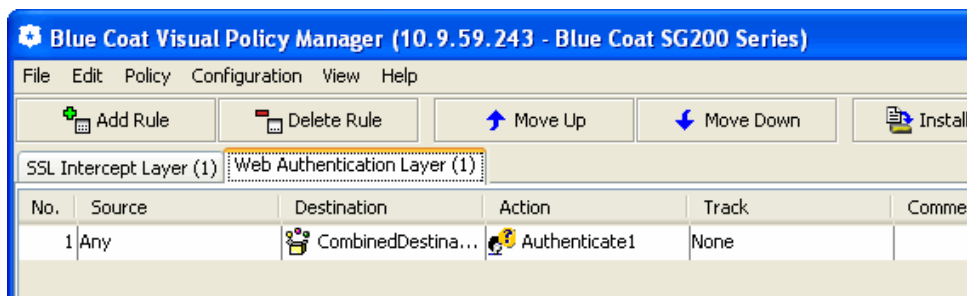 Blue Coat Visual Policy Manager (10.9.59.243 - Blue Coat SG200 Series)
File Edit Policy Configuration View Help
Add Rule Delete Rule Move Up Move Down Install
SSL Intercept Layer (1) Web Authentication Layer (1)
No. Source Destination Action Track Comme
1 Any CombinedDestina... Authenticate1 None